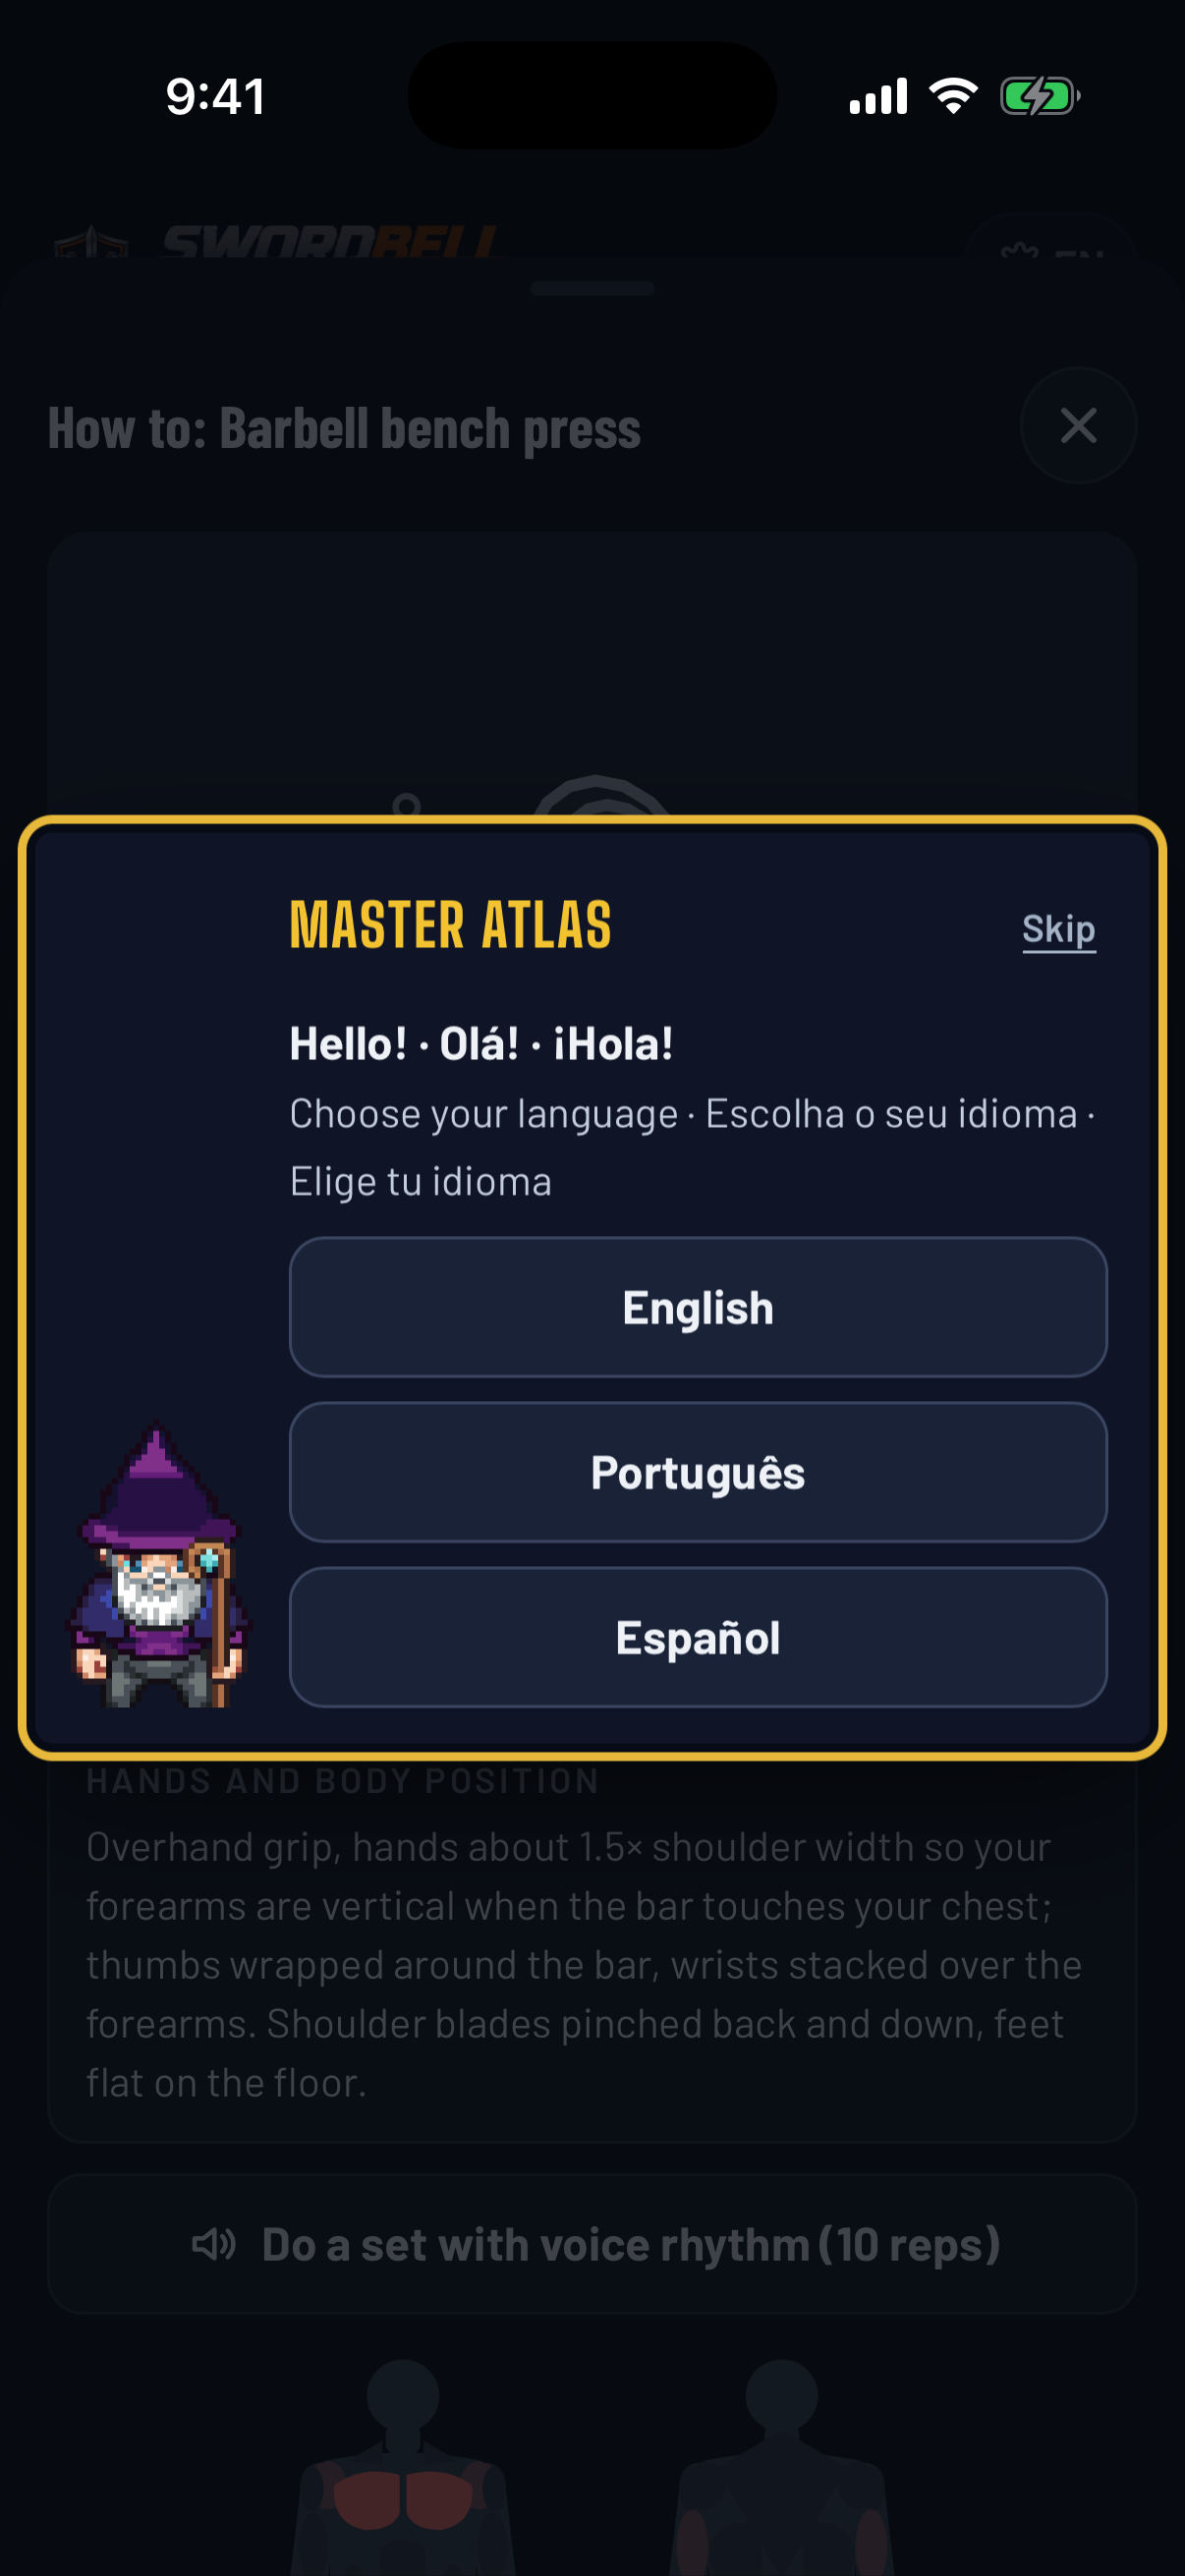 9:41
SWORDBELL
EN
How to: Barbell bench press
MASTER ATLAS
Skip
Hello! · Olá! · ¡Hola!
Choose your language · Escolha o seu idioma ·
Elige tu idioma
English
Português
Español
HANDS AND BODY POSITION
Overhand grip, hands about 1.5× shoulder width so your
forearms are vertical when the bar touches your chest;
thumbs wrapped around the bar, wrists stacked over the
forearms. Shoulder blades pinched back and down, feet
flat on the floor.
Do a set with voice rhythm (10 reps)